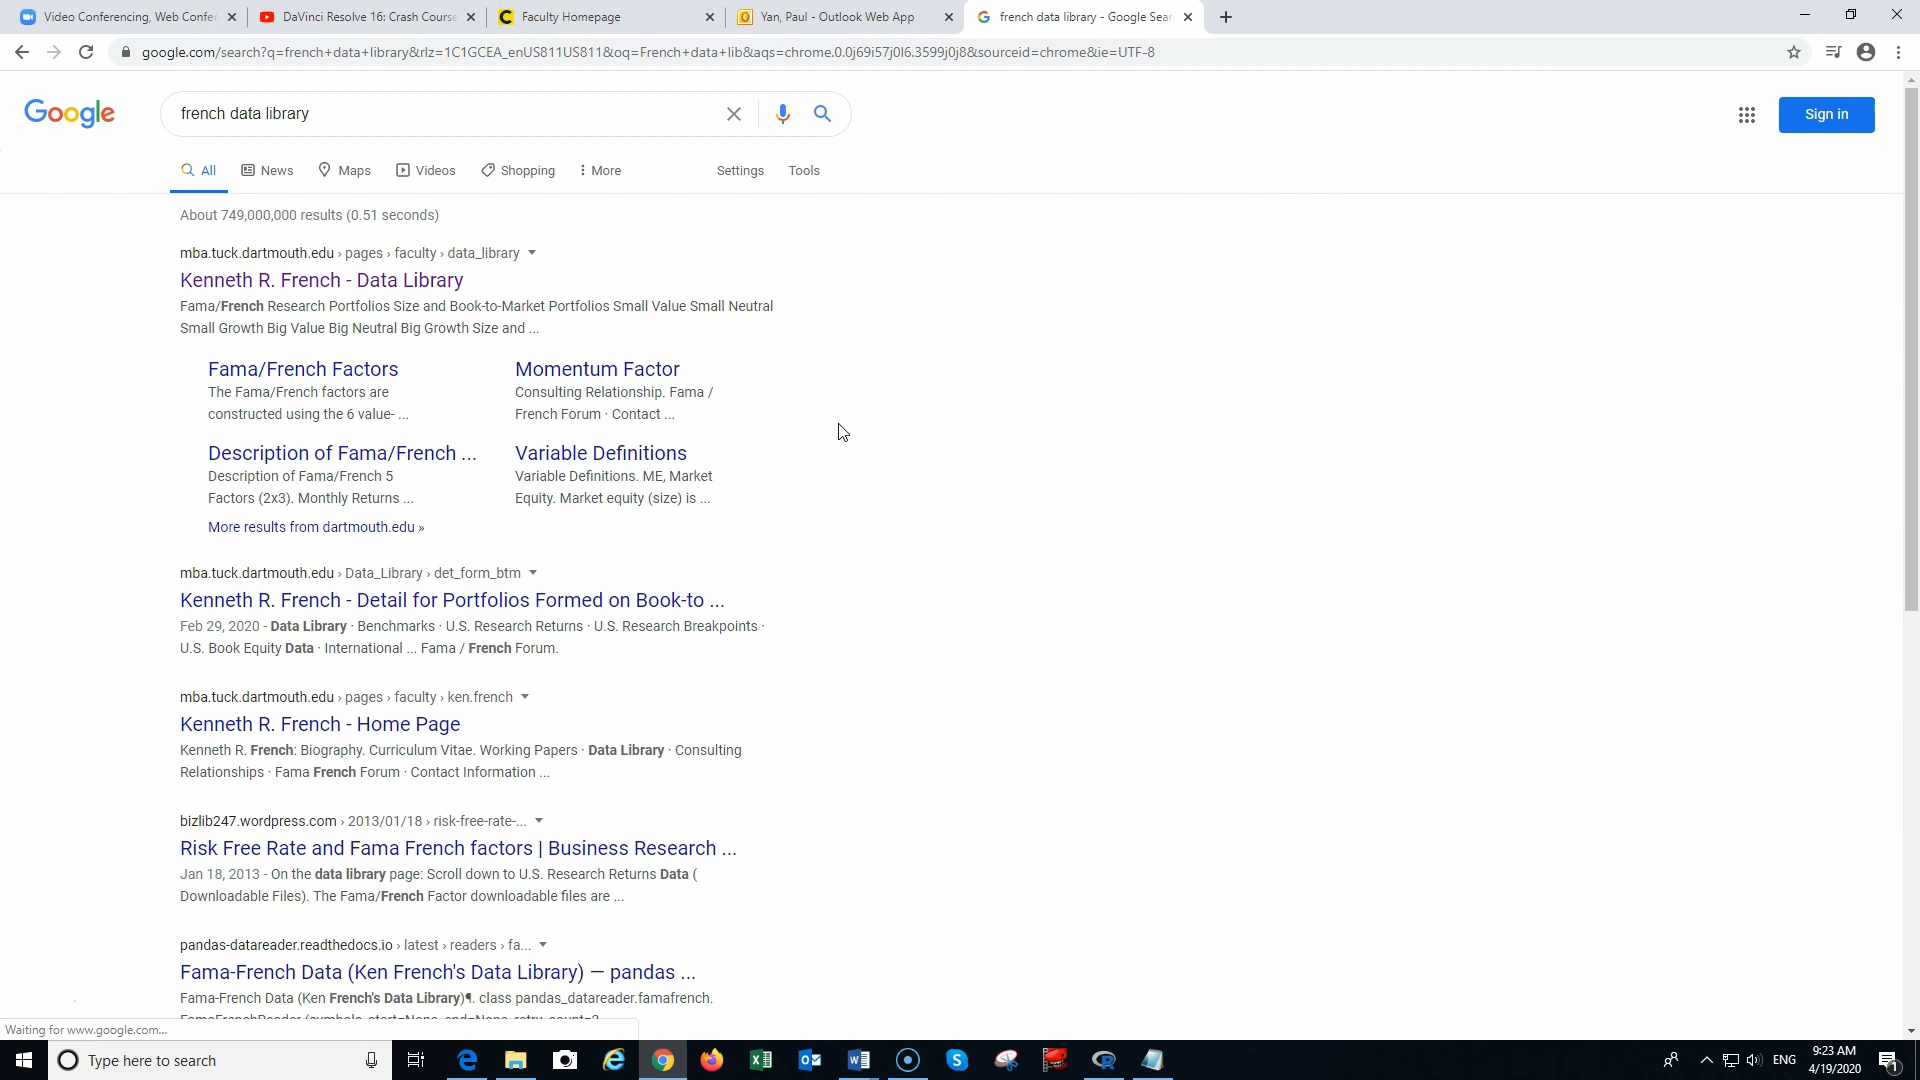 Video Conferencing, Web Confer
DaVinci Resolve 16: Crash Course
Faculty Homepage
Yan, Paul - Outlook Web App
french data library - Google Sear
google.com/search?q=french+data+library&rlz=1C1GCEA_enUS811US811&oq=French+data+lib&aqs=chrome.0.0j69i57j0l6.3599j0j8&sourceid=chrome&ie=UTF-8
Google
french data library
Sign in
All
News
Maps
Videos
Shopping
More
Settings
Tools
About 749,000,000 results (0.51 seconds)
mba.tuck.dartmouth.edu › pages › faculty › data_library
Kenneth R. French - Data Library
Fama/French Research Portfolios Size and Book-to-Market Portfolios Small Value Small Neutral
Small Growth Big Value Big Neutral Big Growth Size and ...
Fama/French Factors
The Fama/French factors are
constructed using the 6 value- ...
Momentum Factor
Consulting Relationship. Fama /
French Forum · Contact ...
Description of Fama/French ...
Description of Fama/French 5
Factors (2x3). Monthly Returns ...
Variable Definitions
Variable Definitions. ME, Market
Equity. Market equity (size) is ...
More results from dartmouth.edu »
mba.tuck.dartmouth.edu › Data_Library › det_form_btm
Kenneth R. French - Detail for Portfolios Formed on Book-to ...
Feb 29, 2020 - Data Library · Benchmarks · U.S. Research Returns · U.S. Research Breakpoints ·
U.S. Book Equity Data · International ... Fama / French Forum.
mba.tuck.dartmouth.edu › pages › faculty › ken.french
Kenneth R. French - Home Page
Kenneth R. French: Biography. Curriculum Vitae. Working Papers · Data Library · Consulting
Relationships · Fama French Forum · Contact Information ...
bizlib247.wordpress.com › 2013/01/18 › risk-free-rate-...
Risk Free Rate and Fama French factors | Business Research ...
Jan 18, 2013 - On the data library page: Scroll down to U.S. Research Returns Data (
Downloadable Files). The Fama/French Factor downloadable files are ...
pandas-datareader.readthedocs.io › latest › readers › fa...
Fama-French Data (Ken French's Data Library) — pandas ...
Fama-French Data (Ken French's Data Library)¶. class pandas_datareader.famafrench.
FamaFrenchReader (symbols, start=None, end=None, retry_count=3
Waiting for www.google.com...
Type here to search
ENG
9:23 AM
4/19/2020
1